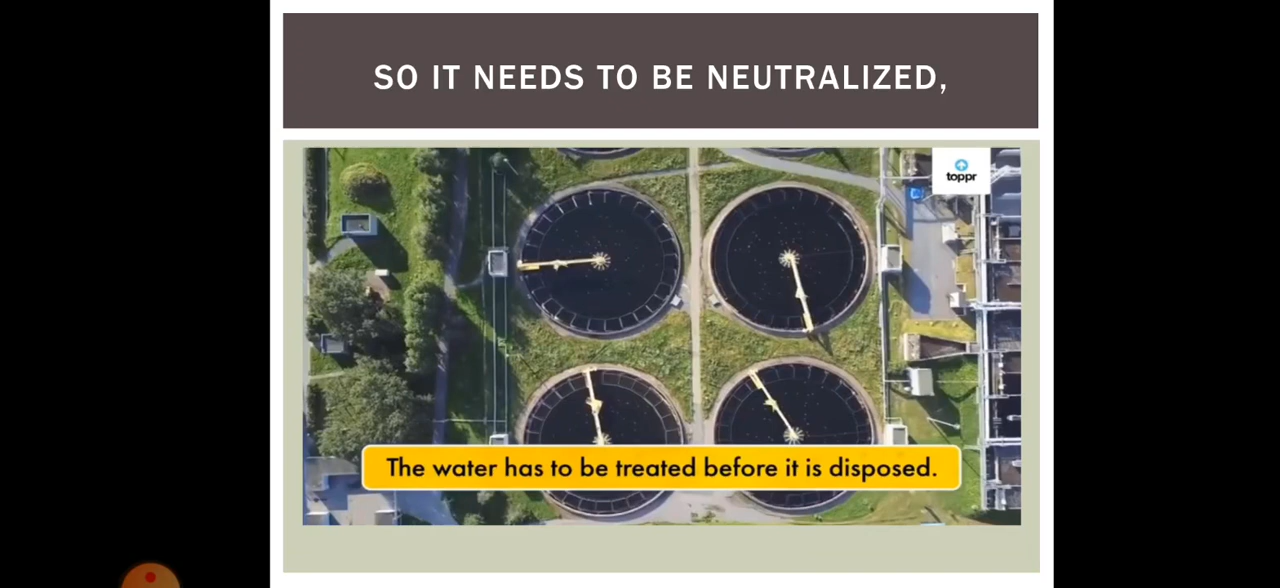 SO IT NEEDS TO BE NEUTRALIZED,
toppr
The water has to be treated before it is disposed.